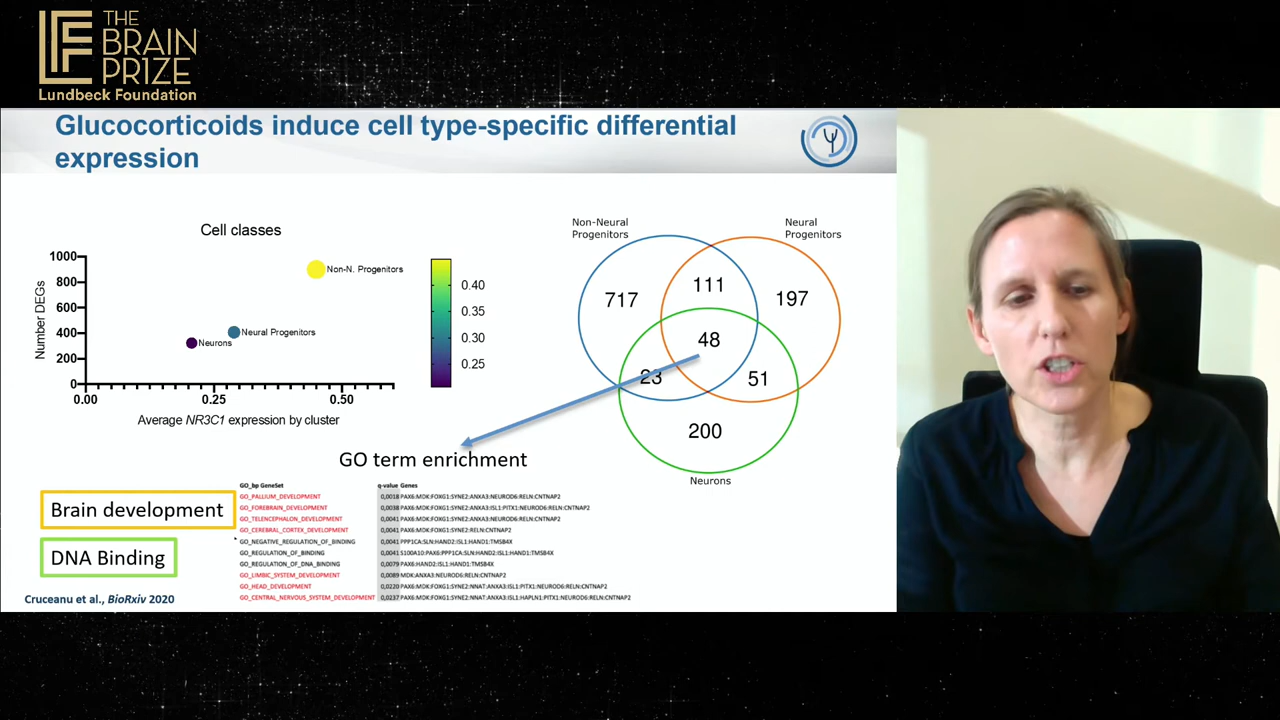 THE
BRAIN
PRIZE
Lundbeck Foundation
Glucocorticoids induce cell type-specific differential
expression
Cell classes
1000
800
600
400
200
0
Number DEGs
0.00
0.25
0.50
Average NR3C1 expression by cluster
Non-N. Progenitors
Neural Progenitors
Neurons
0.40
0.35
0.30
0.25
Non-Neural
Progenitors
Neural
Progenitors
717
111
197
48
23
51
200
Neurons
GO term enrichment
Brain development
DNA Binding
GO_bp GeneSet q-value Genes
GO_PALLIUM_DEVELOPMENT 0,0018 PAX6:MDK:FOXG1:SYNE2:ANXA3:NEUROD6:RELN:CNTNAP2
GO_FOREBRAIN_DEVELOPMENT 0,0038 PAX6:MDK:FOXG1:SYNE2:ANXA3:ISL1:PITX1:NEUROD6:RELN:CNTNAP2
GO_TELENCEPHALON_DEVELOPMENT 0,0041 PAX6:MDK:FOXG1:SYNE2:ANXA3:NEUROD6:RELN:CNTNAP2
GO_CEREBRAL_CORTEX_DEVELOPMENT 0,0041 PAX6:MDK:FOXG1:SYNE2:RELN:CNTNAP2
GO_NEGATIVE_REGULATION_OF_BINDING 0,0041 PPP1CA:SLN:HAND2:ISL1:HAND1:TMSB4X
GO_REGULATION_OF_BINDING 0,0041 S100A10:PAX6:PPP1CA:SLN:HAND2:ISL1:HAND1:TMSB4X
GO_REGULATION_OF_DNA_BINDING 0,0079 PAX6:HAND2:ISL1:HAND1:TMSB4X
GO_LIMBIC_SYSTEM_DEVELOPMENT 0,0089 MDK:ANXA3:NEUROD6:RELN:CNTNAP2
GO_HEAD_DEVELOPMENT 0,0220 PAX6:MDK:FOXG1:SYNE2:NNAT:ANXA3:ISL1:PITX1:NEUROD6:RELN:CNTNAP2
GO_CENTRAL_NERVOUS_SYSTEM_DEVELOPMENT 0,0237 PAX6:MDK:FOXG1:SYNE2:NNAT:ANXA3:ISL1:HAPLN1:PITX1:NEUROD6:RELN:CNTNAP2
Cruceanu et al., BioRxiv 2020